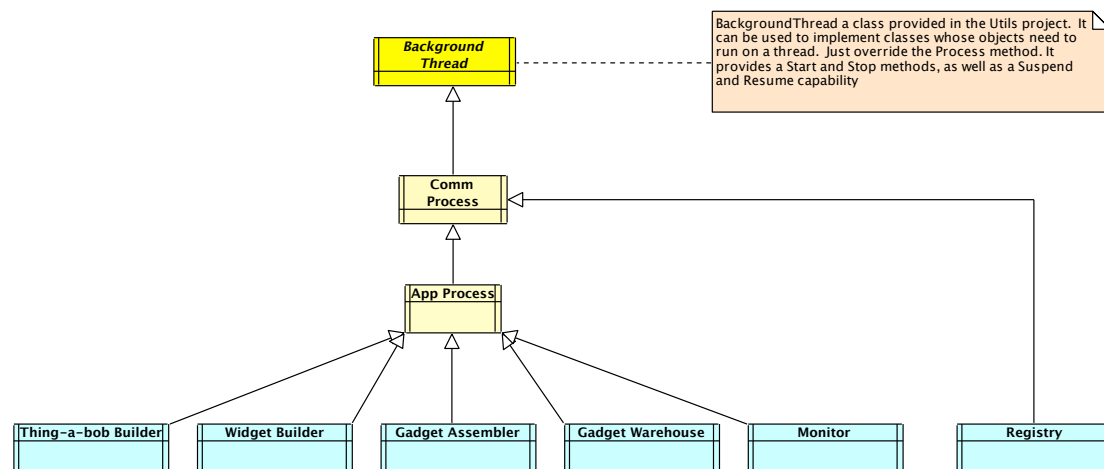 Background
Thread
BackgroundThread a class provided in the Utils project. It
can be used to implement classes whose objects need to
run on a thread. Just override the Process method. It
provides a Start and Stop methods, as well as a Suspend
and Resume capability
Comm
Process
App Process
Thing-a-bob Builder
Widget Builder
Gadget Assembler
Gadget Warehouse
Monitor
Registry